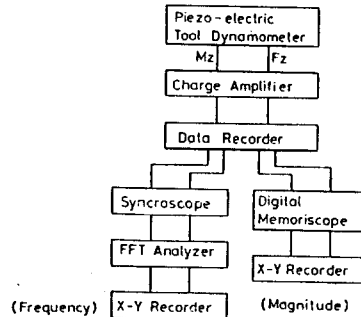 Piezo-electric
Tool Dynamometer
Mz Fz
Charge Amplifier
Data Recorder
Syncroscope
Digital
Memoriscope
FFT Analyzer
X-Y Recorder
(Frequency) X-Y Recorder (Magnitude)